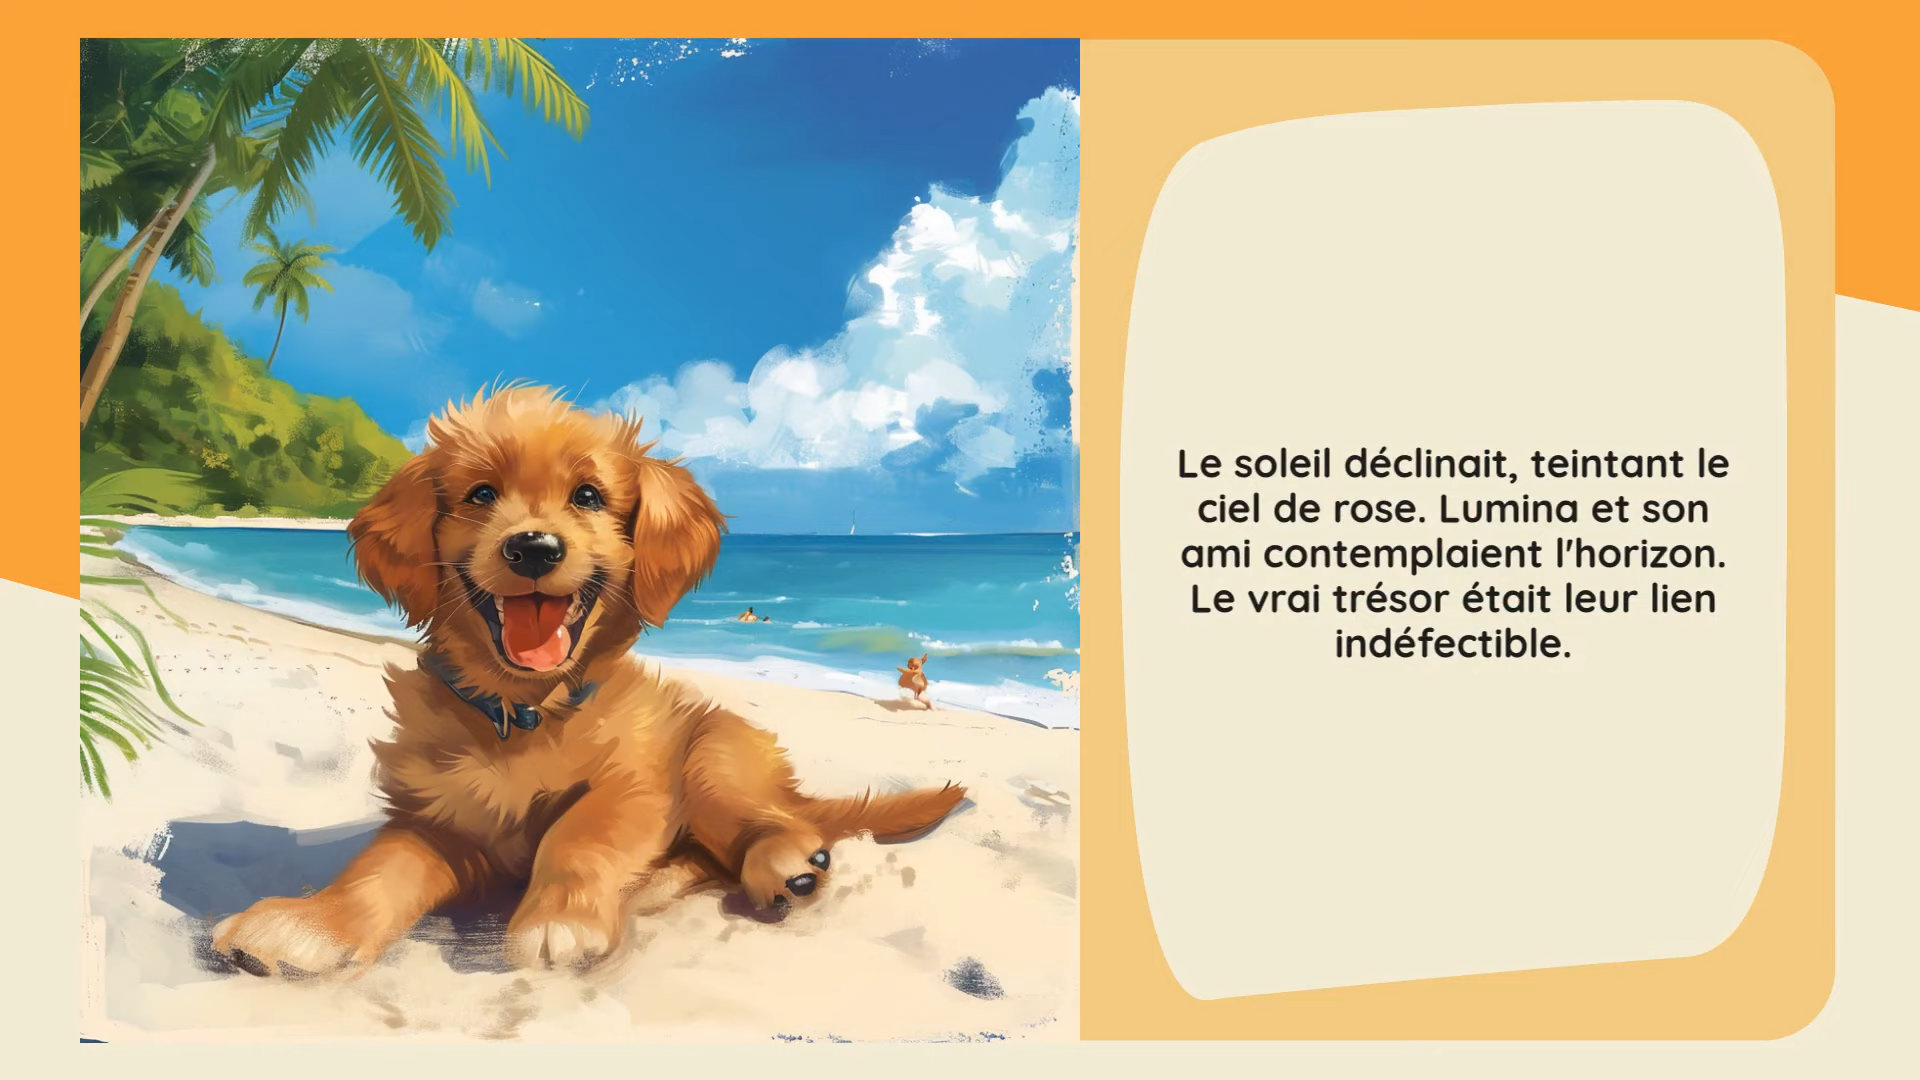 Le soleil déclinait, teintant le
ciel de rose. Lumina et son
ami contemplaient l'horizon.
Le vrai trésor était leur lien
indéfectible.